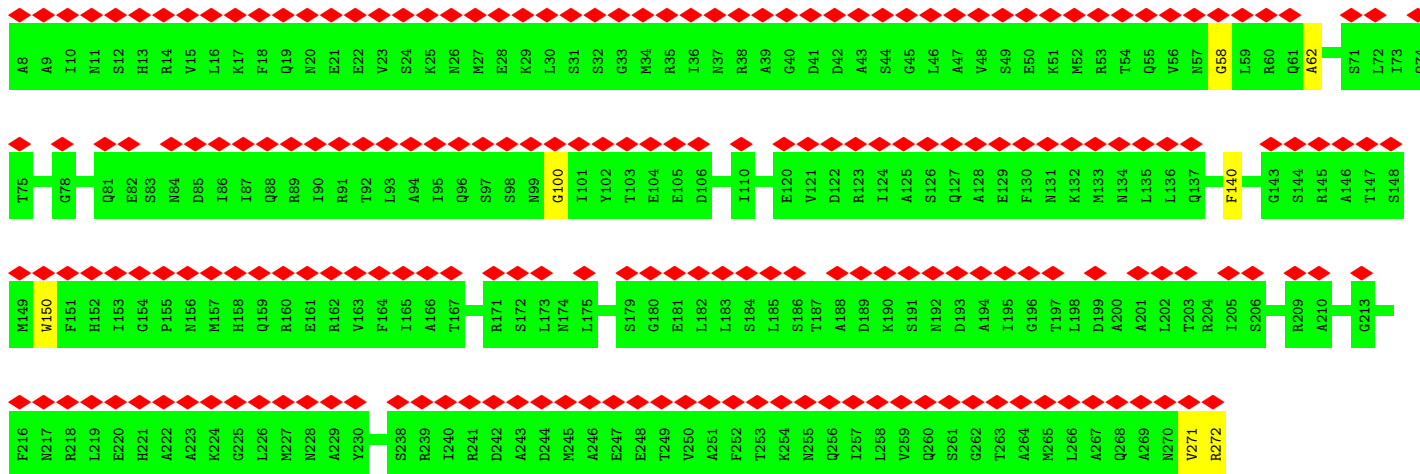 A8 A9 I10 N11 S12 H13 R14 V15 L16 K17 F18 Q19 N20 E21 E22 V23 S24 K25 N26 M27 E28 K29 L30 S31 S32 G33 M34 R35 I36 N37 R38 A39 G40 D41 D42 A43 S44 G45 L46 A47 V48 S49 E50 K51 M52 R53 T54 Q55 V56 N57 G58 L59 R60 Q61 A62 S71 L72 I73
T75 G78 Q81 E82 S83 N84 D85 I86 I87 Q88 R89 I90 R91 T92 L93 A94 I95 Q96 S97 S98 N99 G100 I101 Y102 T103 E104 E105 D106 I110 E120 V121 D122 R123 I124 A125 S126 Q127 A128 E129 F130 N131 K132 M133 N134 L135 L136 Q137 F140 G143 S144 R145 A146 T147 S148
M149 W150 F151 H152 I153 G154 P155 N156 M157 H158 Q159 R160 E161 R162 V163 F164 I165 A166 T167 R171 S172 L173 N174 L175 S179 G180 E181 L182 L183 S184 L185 S186 T187 A188 D189 K190 S191 N192 D193 A194 I195 G196 T197 L198 D199 A200 A201 L202 T203 R204 I205 S206 R209 A210 G213
F216 N217 R218 L219 E220 H221 A222 A223 K224 G225 L226 M227 N228 A229 Y230 S238 R239 I240 R241 D242 A243 D244 M245 A246 E247 E248 T249 V250 A251 F252 T253 K254 N255 Q256 I257 L258 V259 Q260 S261 G262 T263 A264 M265 L266 A267 Q268 A269 N270 V271 R272